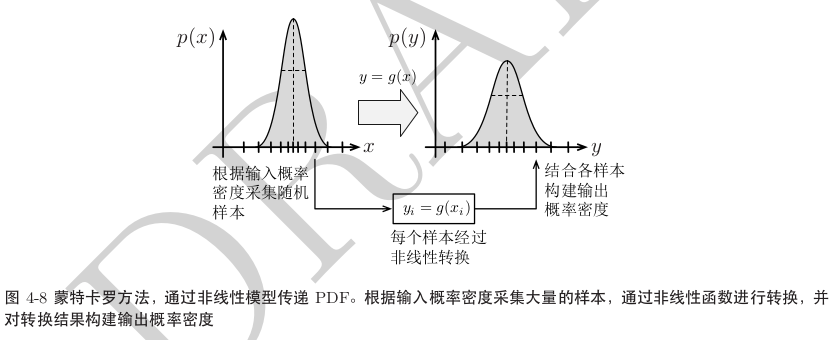 p(x)
p(y)
y = g(x)
x
y
根据输入概率
密度采集随机
样本
结合各样本
构建输出
概率密度
y_i = g(x_i)
每个样本经过
非线性转换
图 4-8 蒙特卡罗方法，通过非线性模型传递 PDF。根据输入概率密度采集大量的样本，通过非线性函数进行转换，并
对转换结果构建输出概率密度
DRA